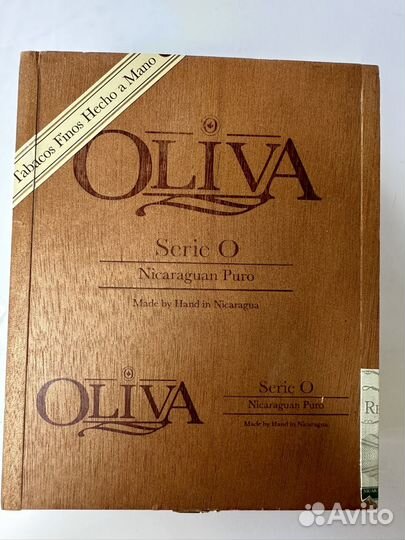 Tabacos Finos Hecho a Mano
OLIVA
Serie O
Nicaraguan Puro
Made by Hand in Nicaragua
OLIVA
Serie O
Nicaraguan Puro
Made by Hand in Nicaragua
Avito